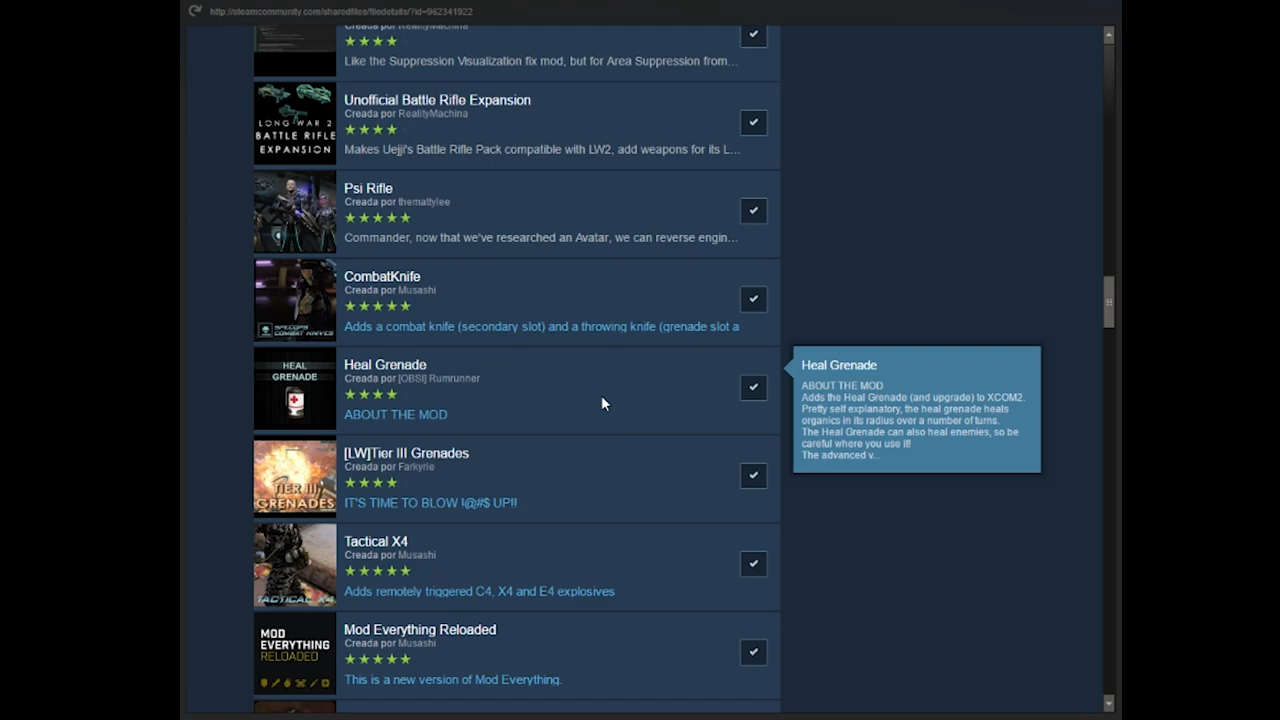 http://steamcommunity.com/sharedfiles/filedetails/?id=962341922
Creada por RealityMachina
Like the Suppression Visualization fix mod, but for Area Suppression from...
LONG WAR 2
BATTLE RIFLE
EXPANSION
Unofficial Battle Rifle Expansion
Creada por RealityMachina
Makes Uejji's Battle Rifle Pack compatible with LW2, add weapons for its L...
Psi Rifle
Creada por themattylee
Commander, now that we've researched an Avatar, we can reverse engin...
SPECOPS
COMBAT KNIVES
CombatKnife
Creada por Musashi
Adds a combat knife (secondary slot) and a throwing knife (grenade slot a
HEAL
GRENADE
Heal Grenade
Creada por [OBSI] Rumrunner
ABOUT THE MOD
Heal Grenade
ABOUT THE MOD
Adds the Heal Grenade (and upgrade) to XCOM2.
Pretty self explanatory, the heal grenade heals
organics in its radius over a number of turns.
The Heal Grenade can also heal enemies, so be
careful where you use it!
The advanced v...
TIER III
GRENADES
[LW]Tier III Grenades
Creada por Farkyrie
IT'S TIME TO BLOW !@#$ UP!!
TACTICAL X4
Tactical X4
Creada por Musashi
Adds remotely triggered C4, X4 and E4 explosives
MOD
EVERYTHING
RELOADED
Mod Everything Reloaded
Creada por Musashi
This is a new version of Mod Everything.